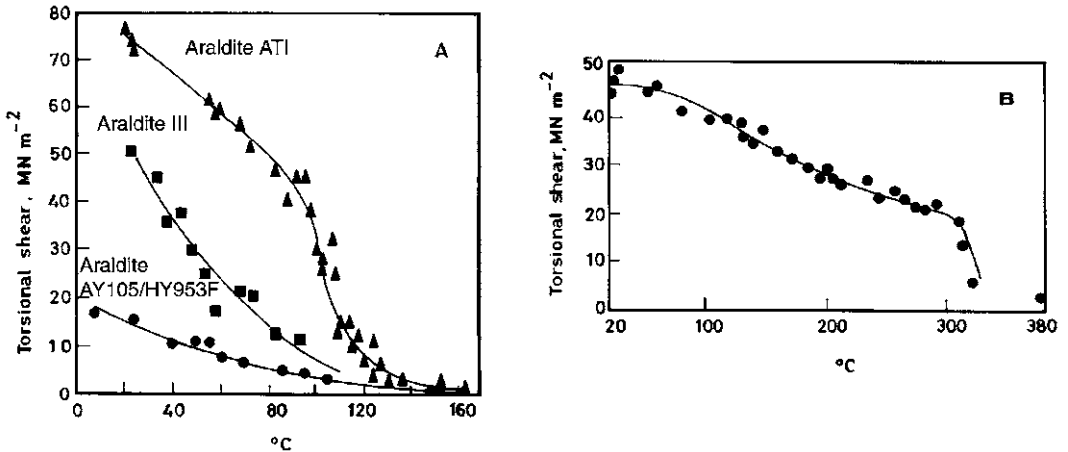 80
70
60
50
40
30
20
10
0
Torsional shear, MN m⁻²
Araldite ATI
A
Araldite III
Araldite
AY105/HY953F
0 40 80 120 160
°C
50
40
30
20
10
0
Torsional shear, MN m⁻²
B
20 100 200 300 380
°C